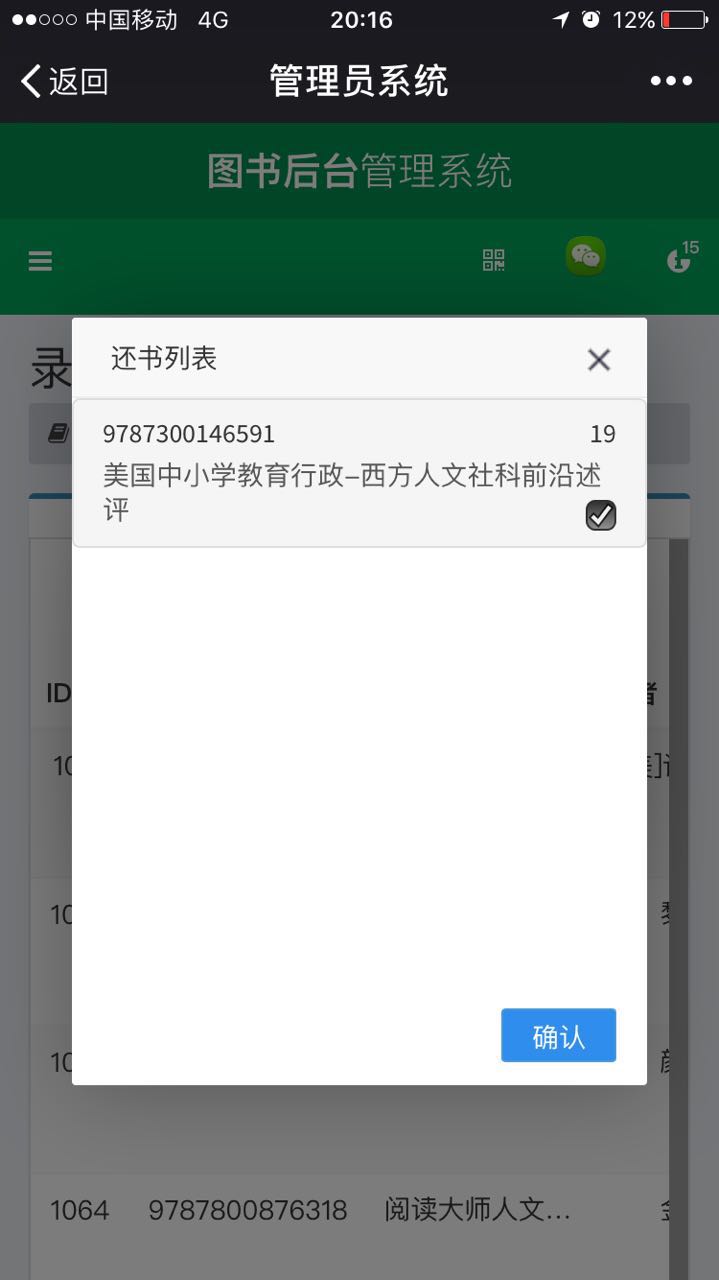 中国移动 4G 20:16 12%
返回 管理员系统
图书后台管理系统
15
录
还书列表
9787300146591 19
美国中小学教育行政–西方人文社科前沿述
评
ID 者
10
10
10
确认
1064 9787800876318 阅读大师人文…